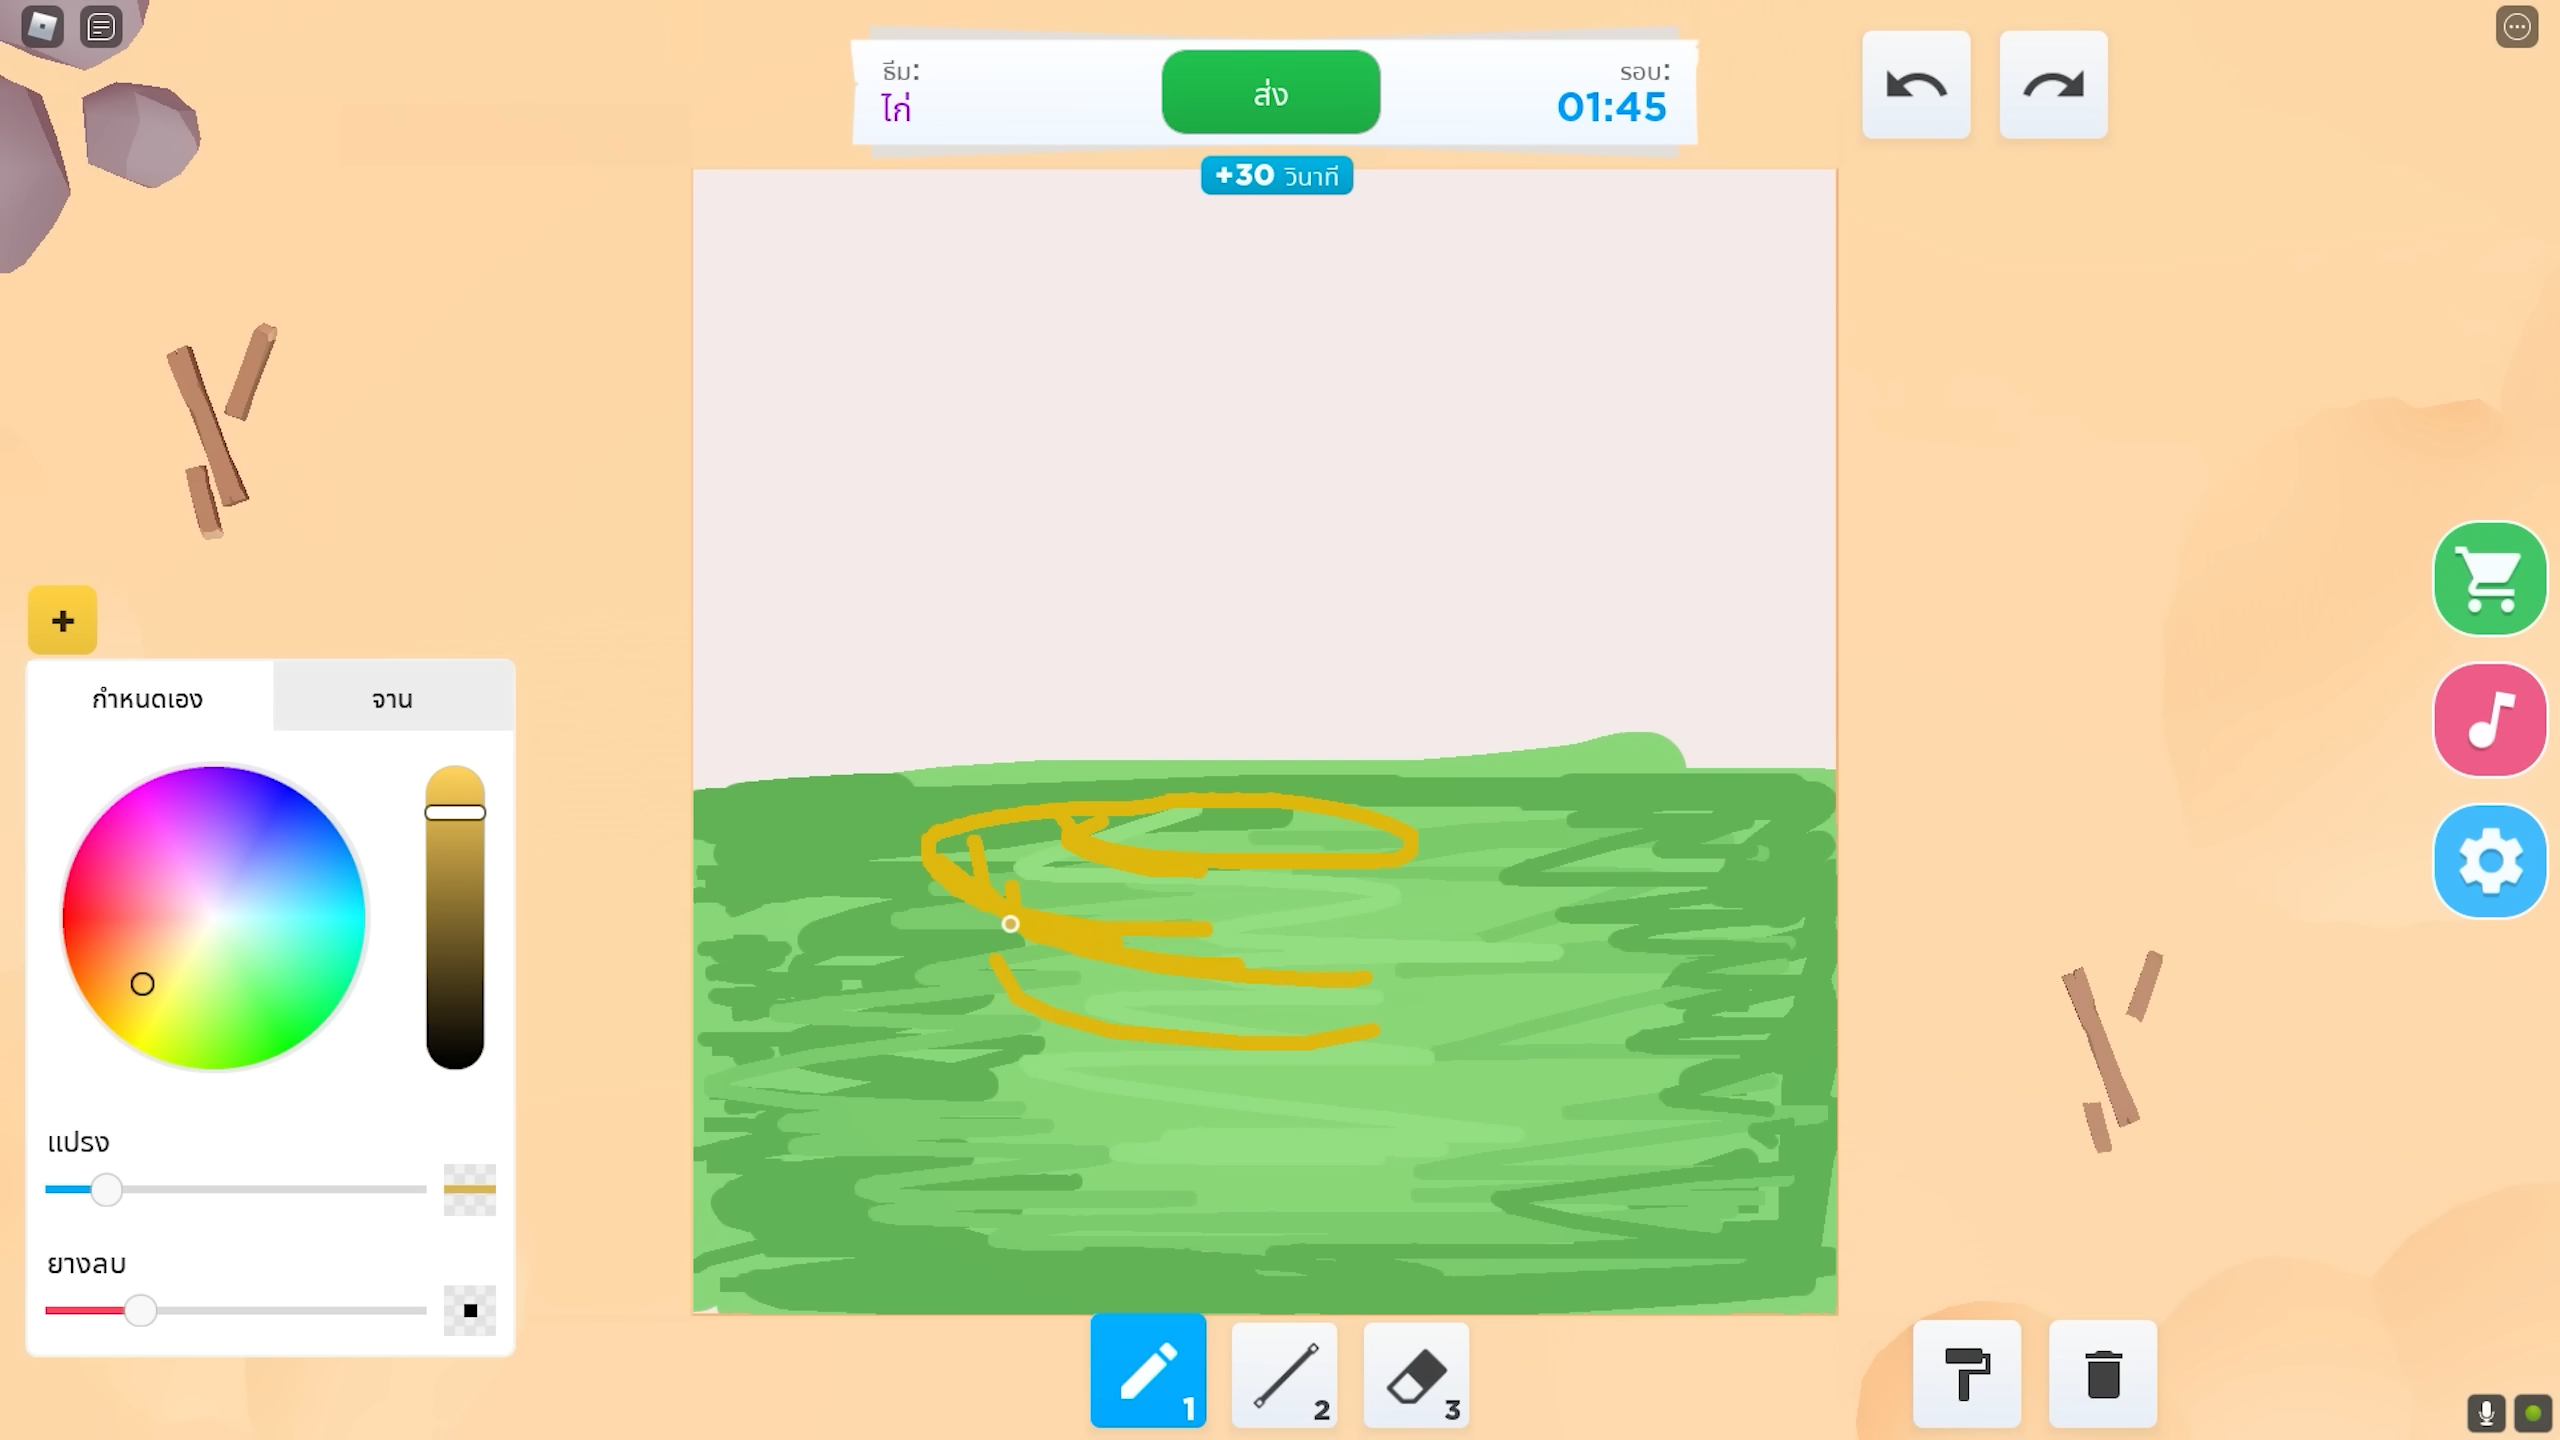 ธีม:
ไก่
ส่ง
รอบ:
01:45
+30 วินาที
+
กำหนดเอง
จาน
แปรง
ยางลบ
1
2
3